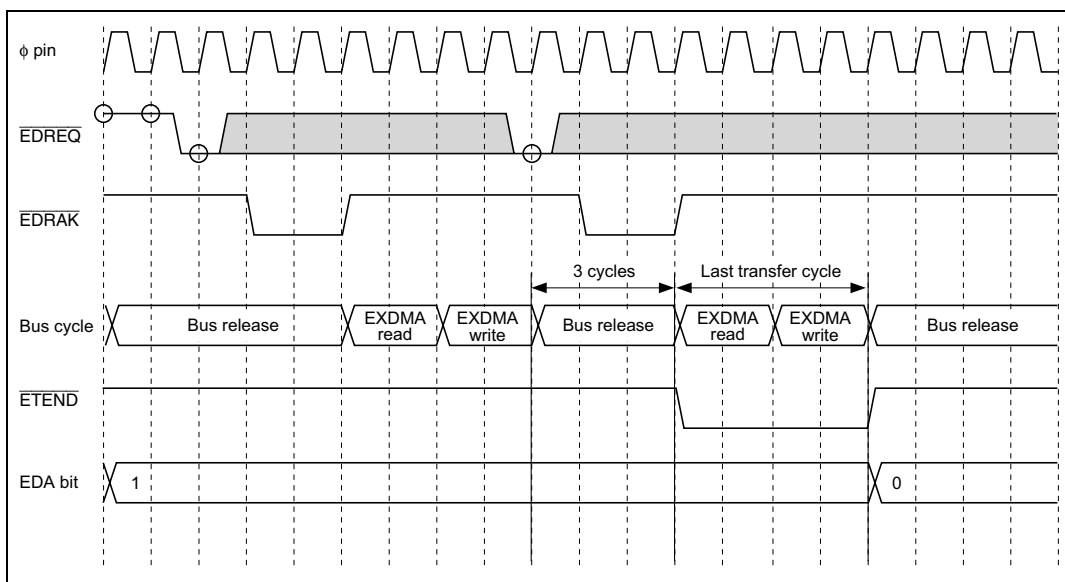 ϕ pin
EDREQ
EDRAK
3 cycles Last transfer cycle
Bus cycle Bus release EXDMA read EXDMA write Bus release EXDMA read EXDMA write Bus release
ETEND
EDA bit 1 0